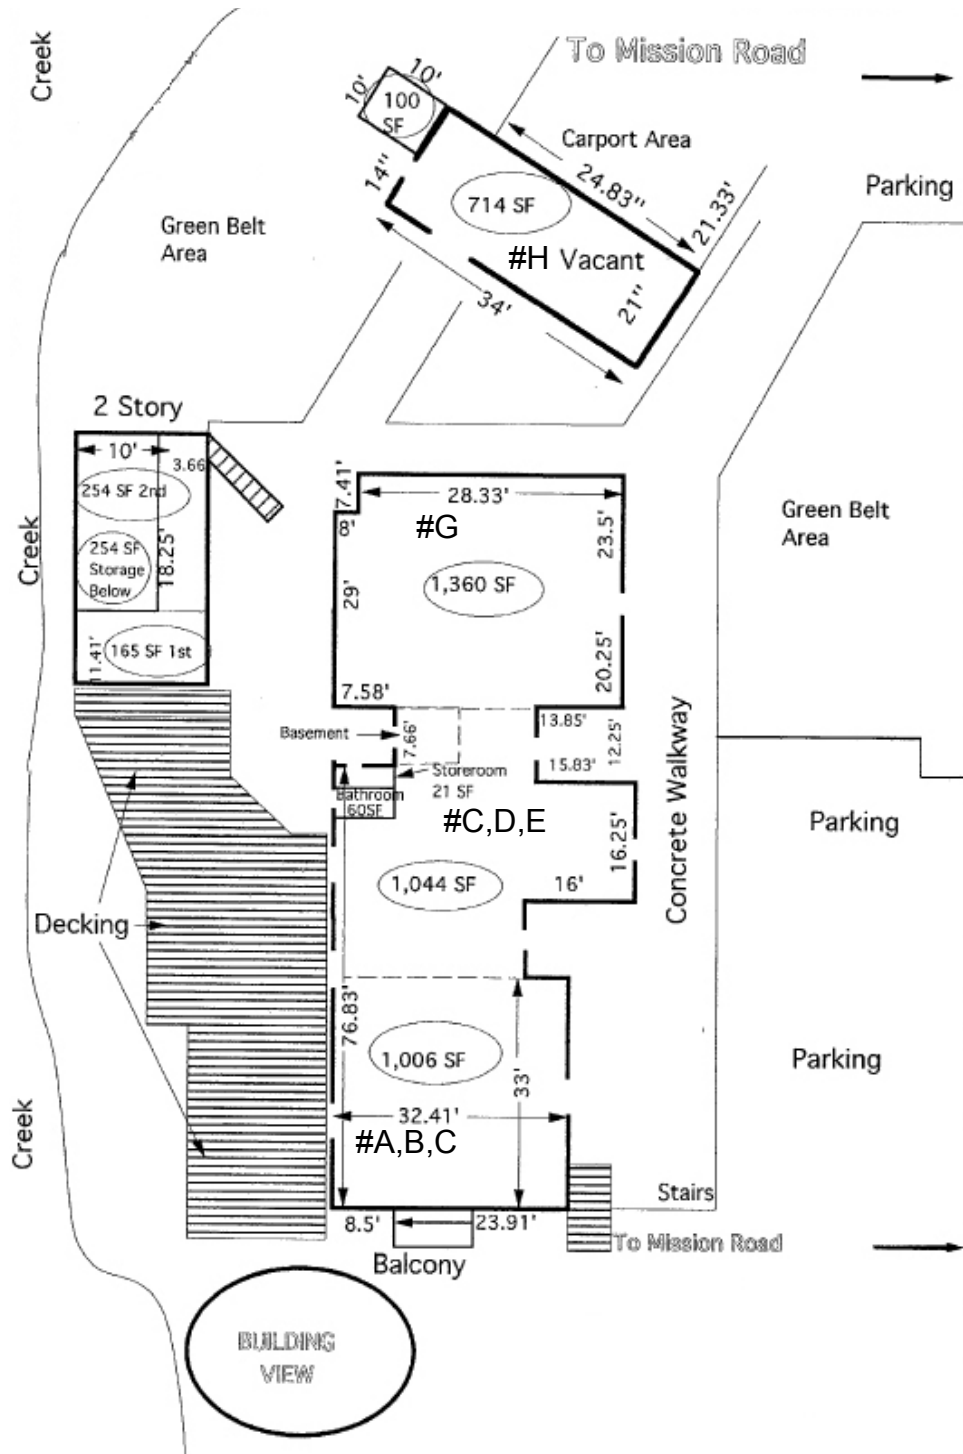 Creek
To Mission Road
10'
10'
100
SF
Carport Area
14"
24.83"
Parking
714 SF
21.33'
Green Belt
Area
#H Vacant
21"
34'
2 Story
10'
3.66
7.41'
28.33'
254 SF 2nd
8'
#G
23.5'
Green Belt
Area
Creek
254 SF
Storage
Below
18.25'
29'
1,360 SF
11.41'
165 SF 1st
20.25'
7.58'
13.85'
Basement
7.66'
12.25'
15.83'
Storeroom
21 SF
Bathroom
60SF
#C,D,E
16.25'
Concrete Walkway
Parking
1,044 SF
16'
Decking
76.83'
1,006 SF
33'
Parking
32.41'
#A,B,C
Creek
Stairs
8.5'
23.91'
To Mission Road
Balcony
BUILDING
VIEW